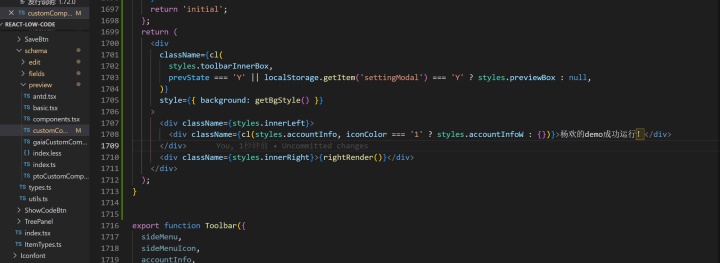 发行说明: 1.72.0
customComp... M
REACT-LOW-CODE
SaveBtn
schema
edit
fields
preview
TS antd.tsx
TS basic.tsx
TS components.tsx
TS customCo... M
TS gaiaCustomCom...
index.less
TS index.ts
TS ptoCustomComp...
TS types.ts
TS utils.ts
ShowCodeBtn
TreePanel
TS index.tsx
TS ItemTypes.ts
Iconfont
1697 return 'initial';
1698 };
1699 return (
1700 <div
1701 className={cl(
1702 styles.toolbarInnerBox,
1703 prevState === 'Y' || localStorage.getItem('settingModal') === 'Y' ? styles.previewBox : null,
1704 )}
1705 style={{ background: getBgStyle() }}
1706 >
1707 <div className={styles.innerLeft}>
1708 <div className={cl(styles.accountInfo, iconColor === '1' ? styles.accountInfoW : {})}>杨欢的demo成功运行！</div>
1709 </div> You, 1秒钟前 • Uncommitted changes
1710 <div className={styles.innerRight}>{rightRender()}</div>
1711 </div>
1712 );
1713 }
1714
1715
1716 export function Toolbar({
1717 sideMenu,
1718 sideMenuIcon,
1719 accountInfo,